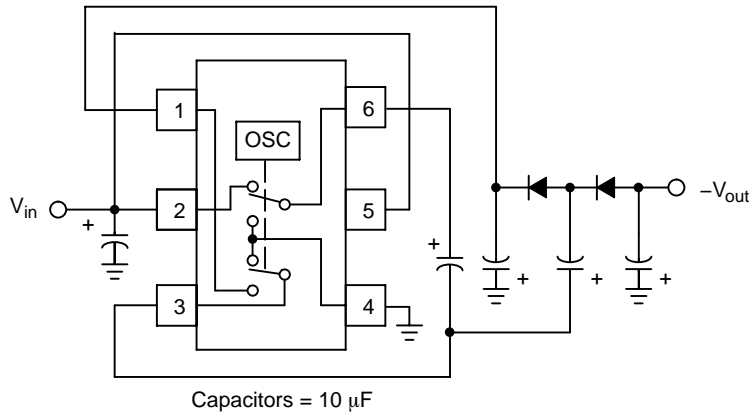 1
6
OSC
V_in
+
2
5
−V_out
+
+
+
+
3
4
Capacitors = 10 μF